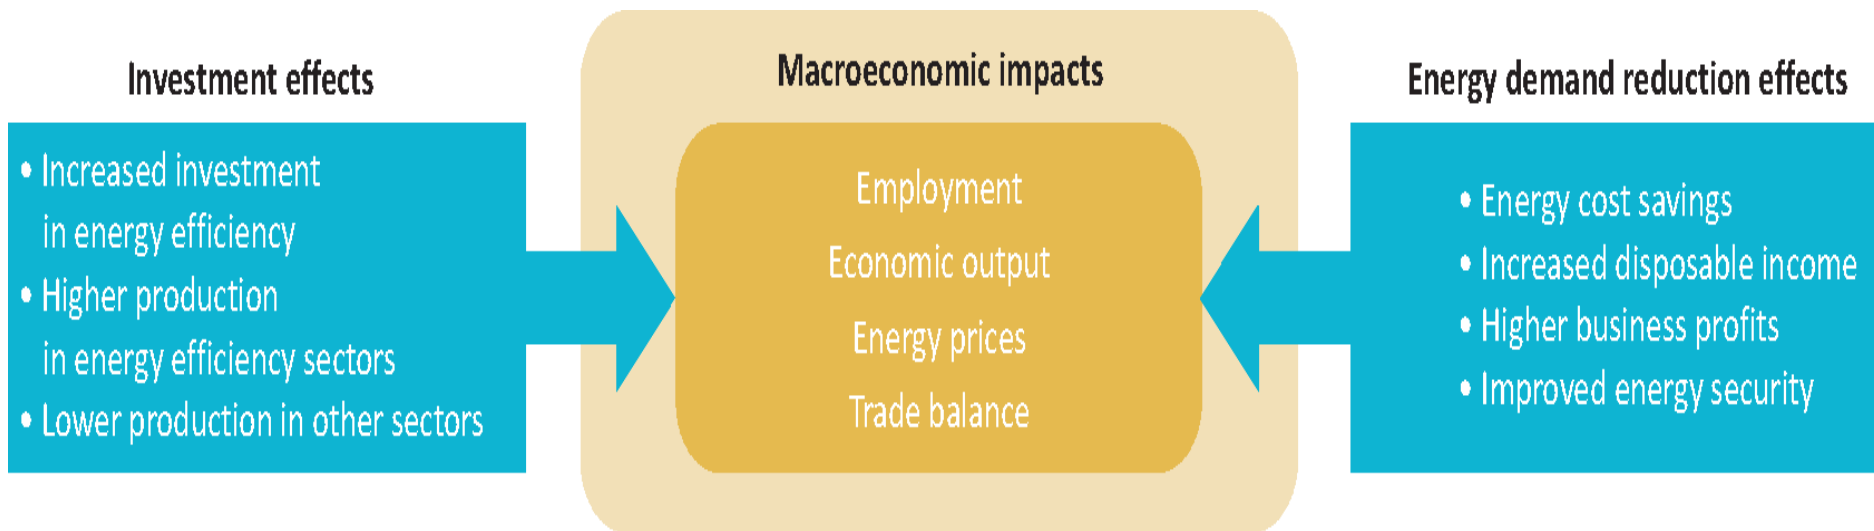 Investment effects
• Increased investment
in energy efficiency
• Higher production
in energy efficiency sectors
• Lower production in other sectors
Macroeconomic impacts
Employment
Economic output
Energy prices
Trade balance
Energy demand reduction effects
• Energy cost savings
• Increased disposable income
• Higher business profits
• Improved energy security